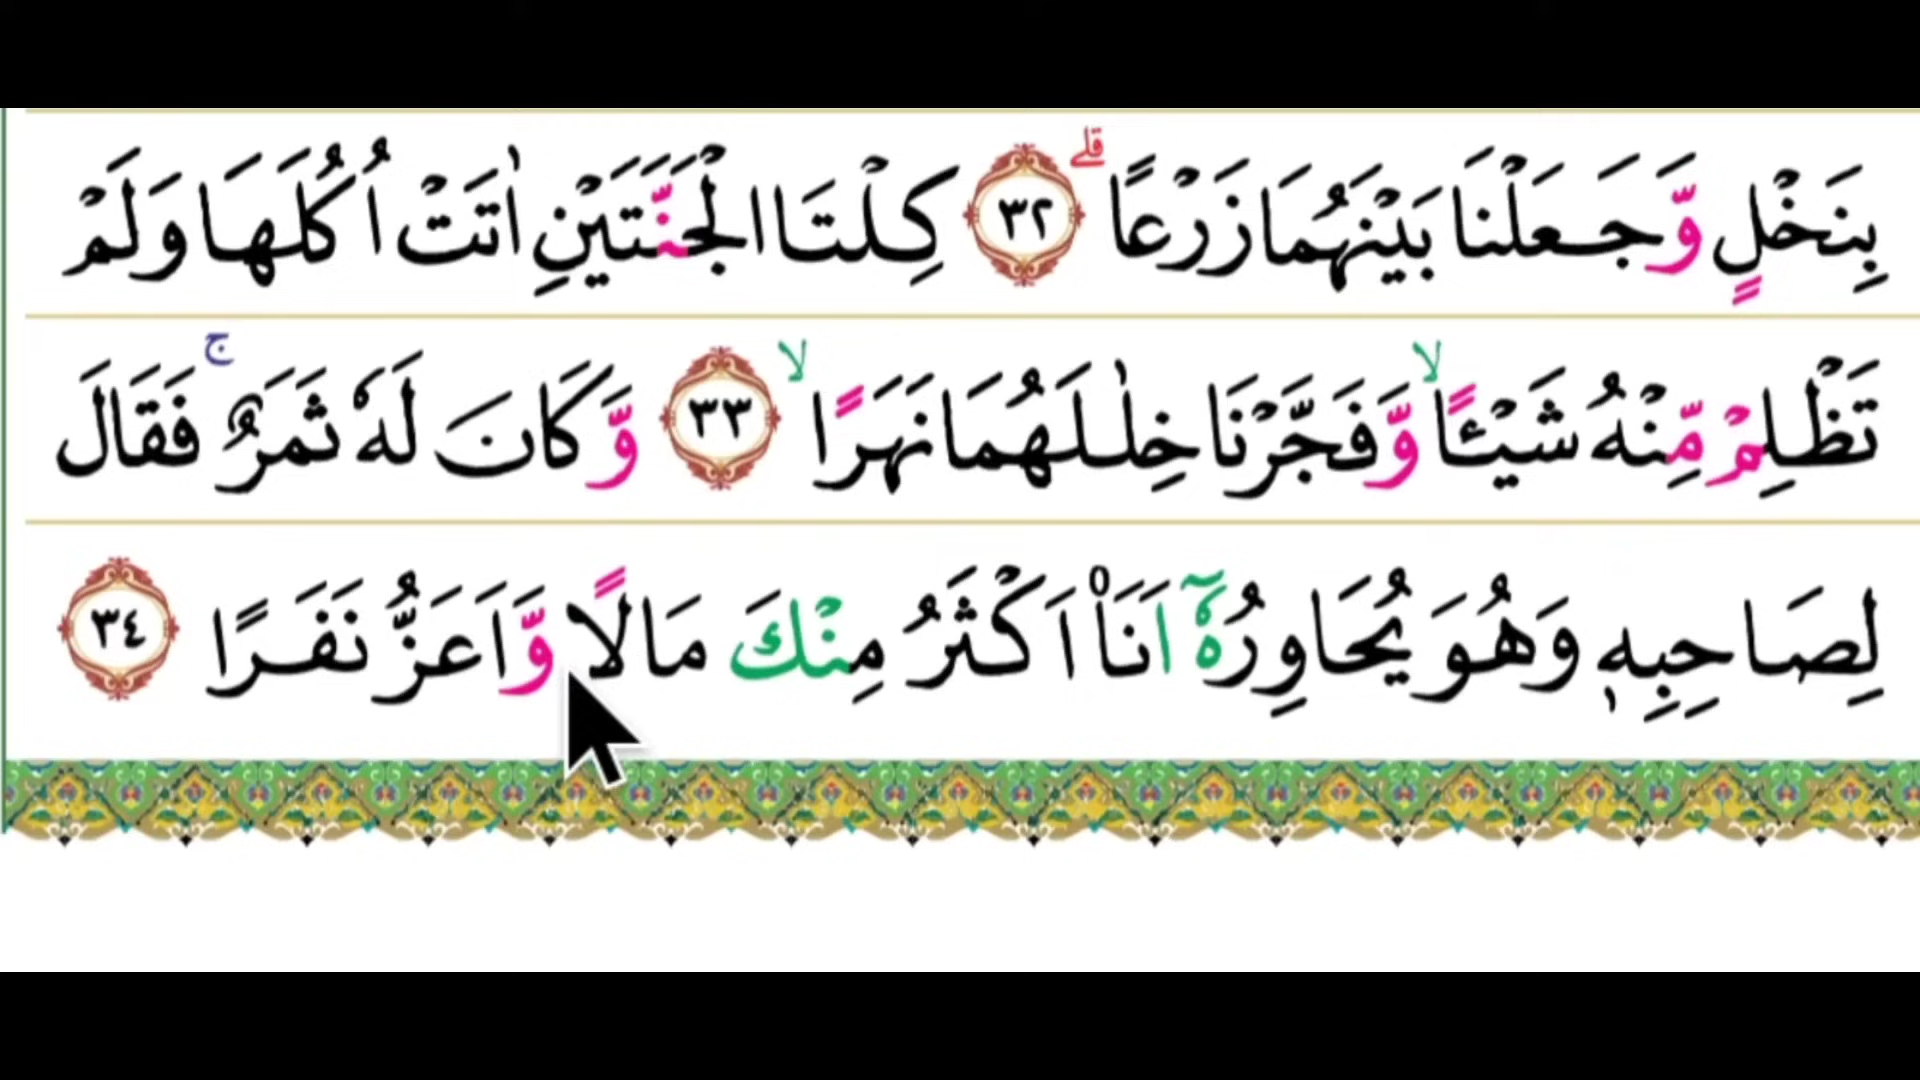 بِنَخْلٍ وَّجَعَلْنَا بَيْنَهُمَا زَرْعًا ۗ ٣٢ كِلْتَا الْجَنَّتَيْنِ اٰتَتْ اُكُلَهَا وَلَمْ
تَظْلِمْ مِّنْهُ شَيْـًٔا ۙ وَّفَجَّرْنَا خِلٰلَهُمَا نَهَرًا ۙ ٣٣ وَّكَانَ لَهٗ ثَمَرٌ ۚ فَقَالَ
لِصَاحِبِهٖ وَهُوَ يُحَاوِرُهٗٓ اَنَا۠ اَكْثَرُ مِنْكَ مَالًا وَّاَعَزُّ نَفَرًا ٣٤